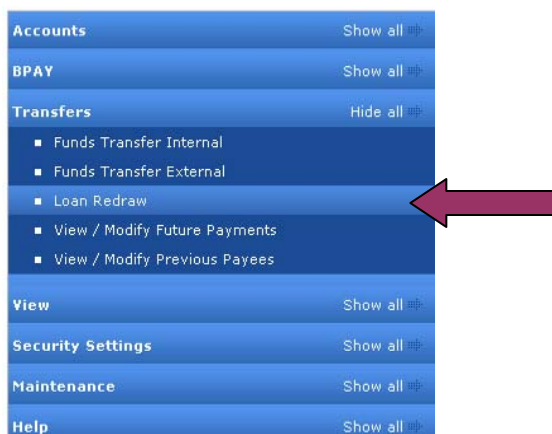 Accounts Show all
BPAY Show all
Transfers Hide all
Funds Transfer Internal
Funds Transfer External
Loan Redraw
View / Modify Future Payments
View / Modify Previous Payees
View Show all
Security Settings Show all
Maintenance Show all
Help Show all